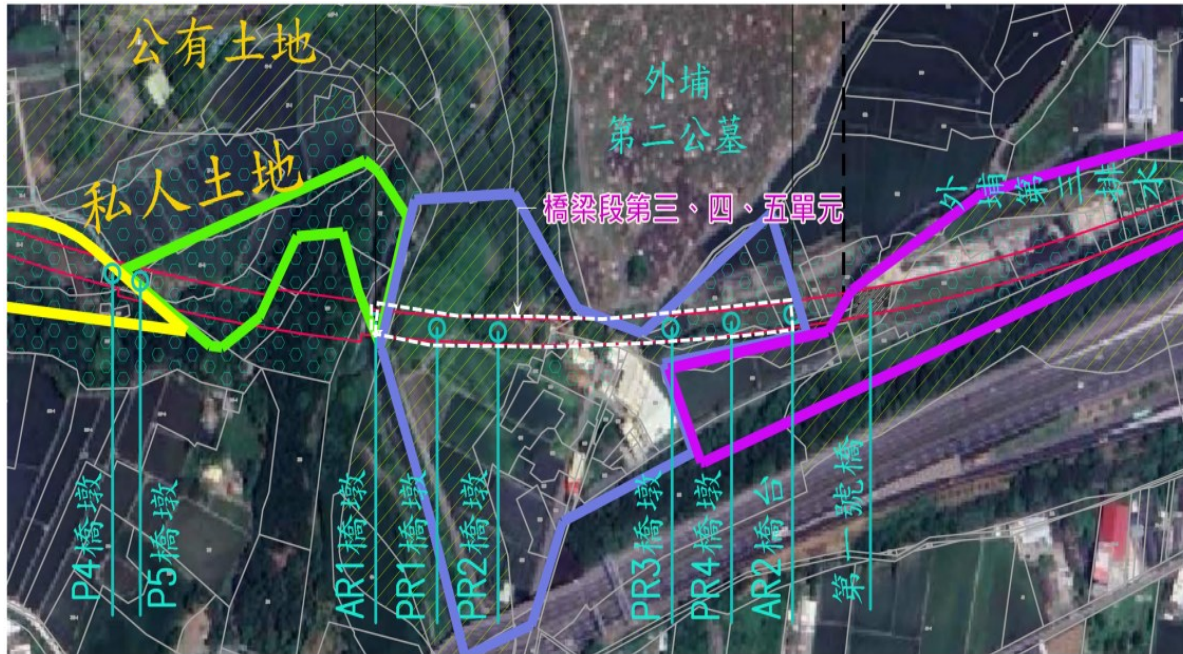 公有土地
外埔
第二公墓
私人土地
橋梁段第三、四、五單元
外埔第三排水
P4橋墩
P5橋墩
AR1橋墩
PR1橋墩
PR2橋墩
PR3橋墩
PR4橋墩
AR2橋台
第一號橋